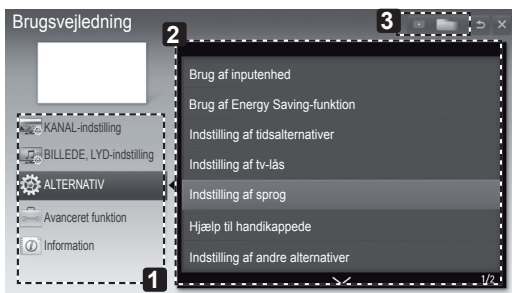 Brugsvejledning
2
3
KANAL-indstilling
BILLEDE, LYD-indstilling
ALTERNATIV
Avanceret funktion
Information
1
Brug af inputenhed
Brug af Energy Saving-funktion
Indstilling af tidsalternativer
Indstilling af tv-lås
Indstilling af sprog
Hjælp til handikappede
Indstilling af andre alternativer
1/2